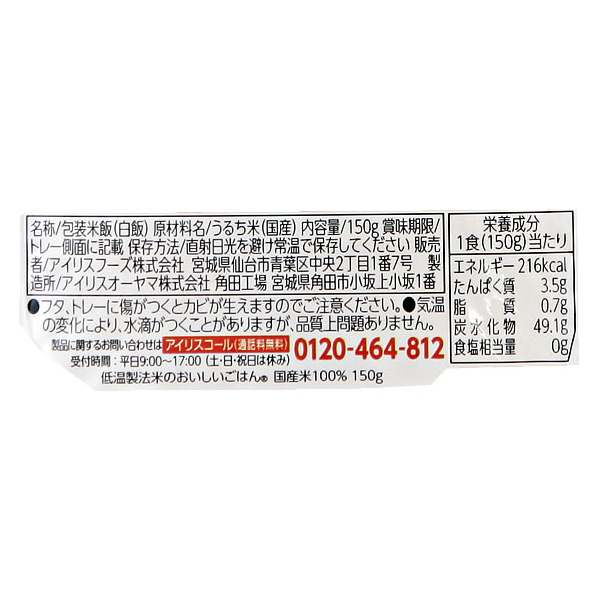 名称/包装米飯(白飯) 原材料名/うるち米(国産) 内容量/150g 賞味期限/
トレー側面に記載 保存方法/直射日光を避け常温で保存してください 販売
者/アイリスフーズ株式会社 宮城県仙台市青葉区中央2丁目1番7号 製
造所/アイリスオーヤマ株式会社 角田工場 宮城県角田市小坂上小坂1番
●フタ、トレーに傷がつくとカビが生えますのでご注意ください。●気温
の変化により、水滴がつくことがありますが、品質上問題ありません。
製品に関するお問い合わせは アイリスコール(通話料無料) 0120-464-812
受付時間:平日9:00~17:00 (土・日・祝日は休み)
低温製法米のおいしいごはん® 国産米100% 150g
栄養成分
1食(150g)当たり
エネルギー 216kcal
たんぱく質 3.5g
脂質 0.7g
炭水化物 49.1g
食塩相当量 0g